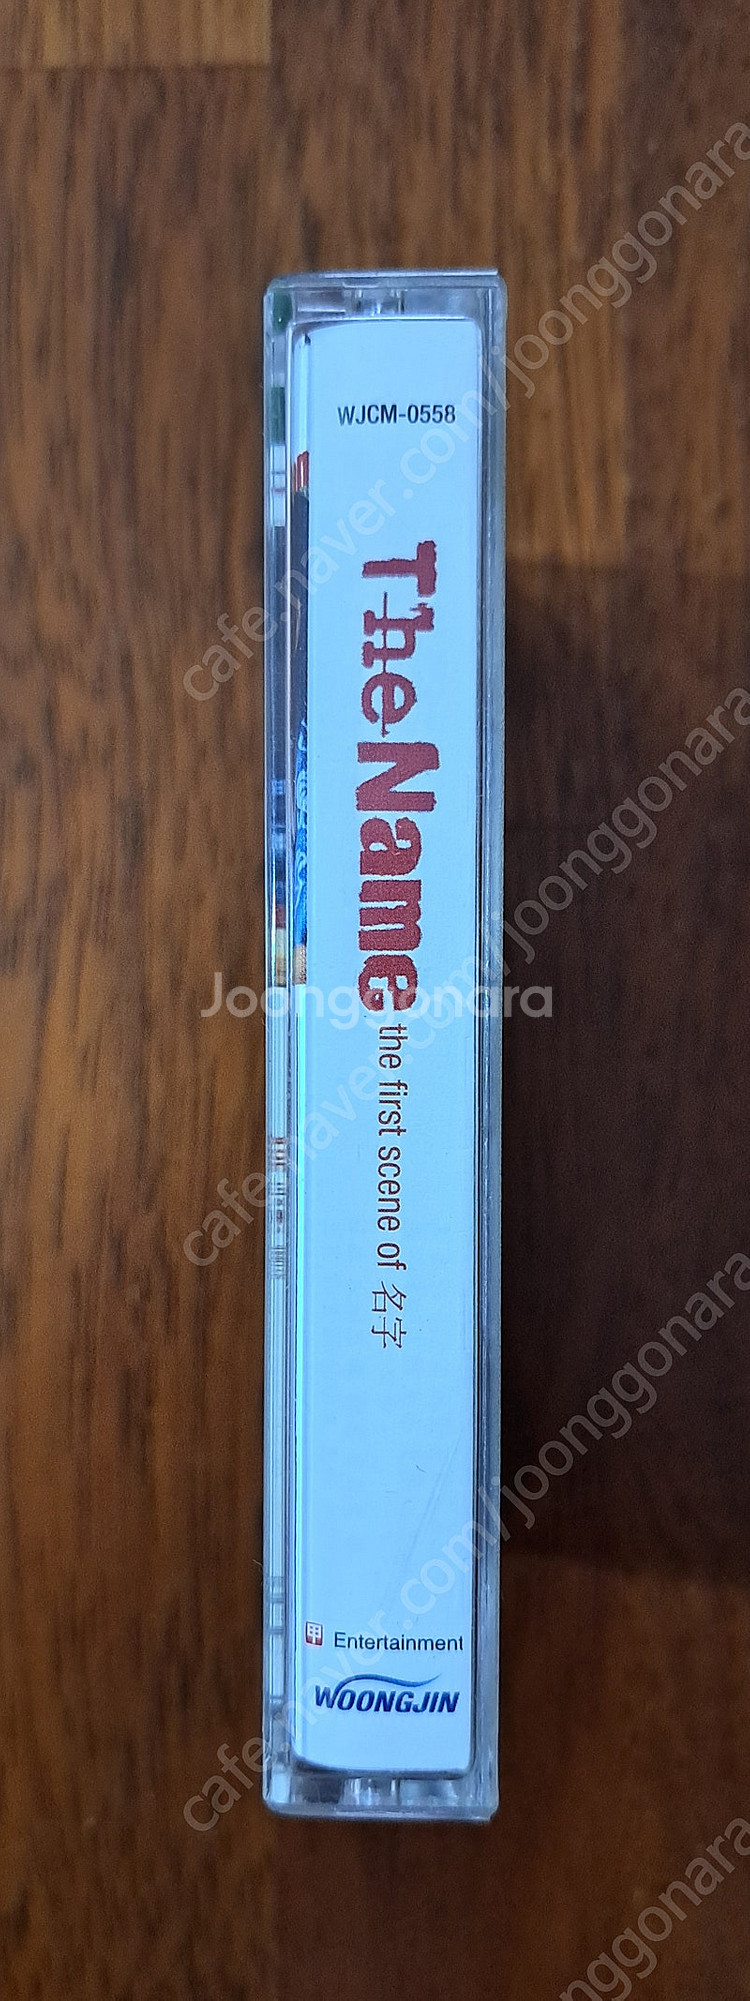 WJCM-0558
The Name the first scene of 名字
Entertainment
WOONGJIN
Joonggonara
cafe.naver.com/joonggonara
cafe.naver.com/joonggonara
cafe.naver.com/joonggonara
joonggonara